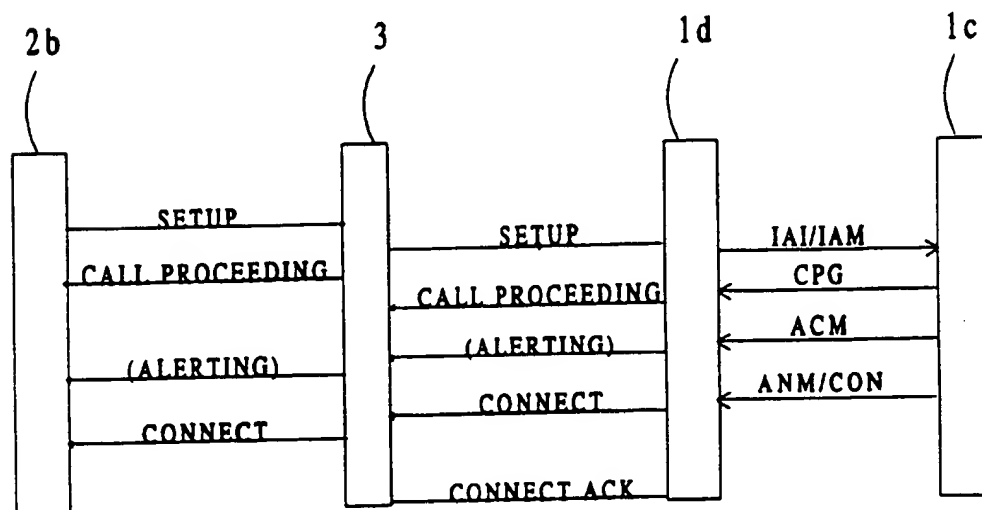 2b
3
1d
1c
SETUP
SETUP
IAI/IAM
CALL PROCEEDING
CPG
CALL PROCEEDING
ACM
(ALERTING)
(ALERTING)
ANM/CON
CONNECT
CONNECT
CONNECT ACK